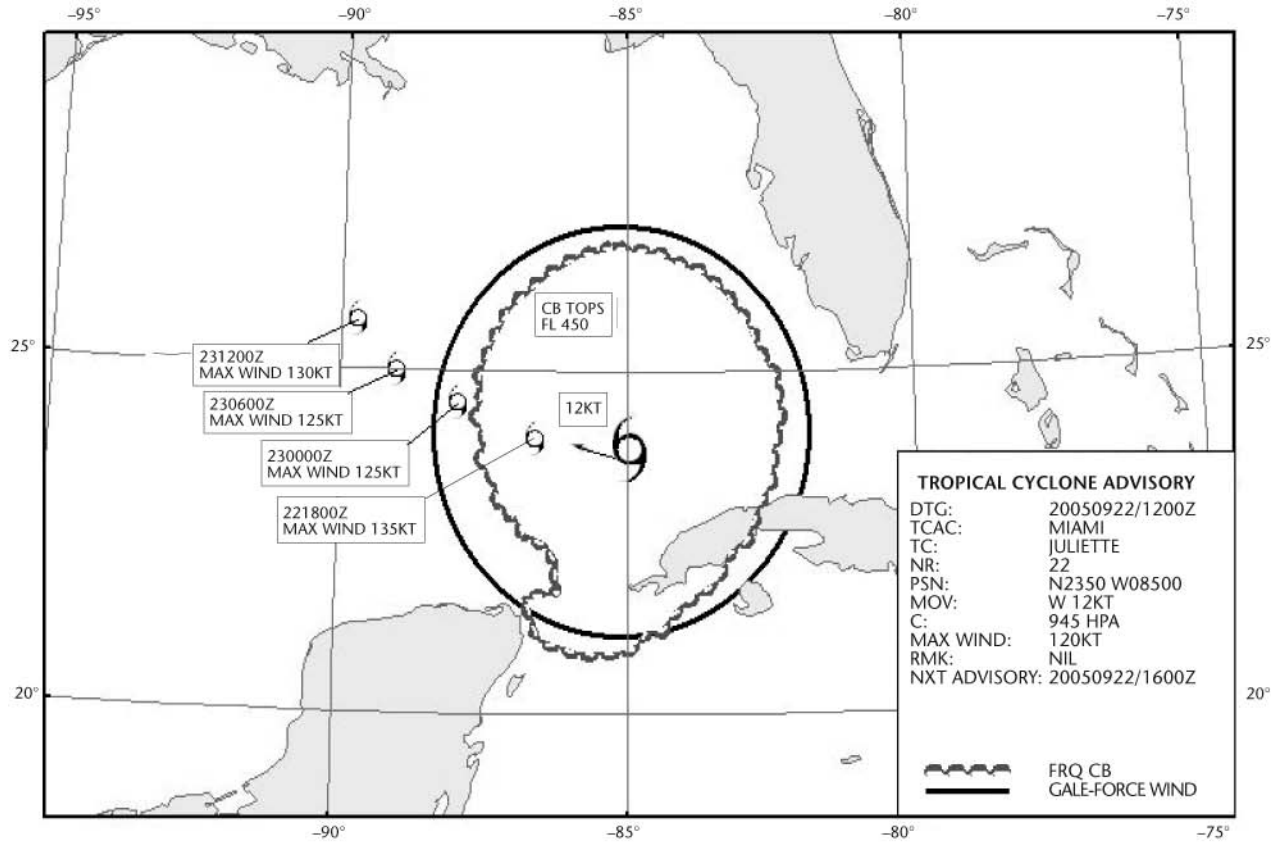 −95° −90° −85° −80° −75°
CB TOPS
FL 450
25° 25°
231200Z
MAX WIND 130KT
230600Z
MAX WIND 125KT
12KT
230000Z
MAX WIND 125KT
221800Z
MAX WIND 135KT
TROPICAL CYCLONE ADVISORY
DTG: 20050922/1200Z
TCAC: MIAMI
TC: JULIETTE
NR: 22
PSN: N2350 W08500
MOV: W 12KT
C: 945 HPA
MAX WIND: 120KT
RMK: NIL
NXT ADVISORY: 20050922/1600Z
20° 20°
FRQ CB
GALE-FORCE WIND
−90° −85° −80° −75°